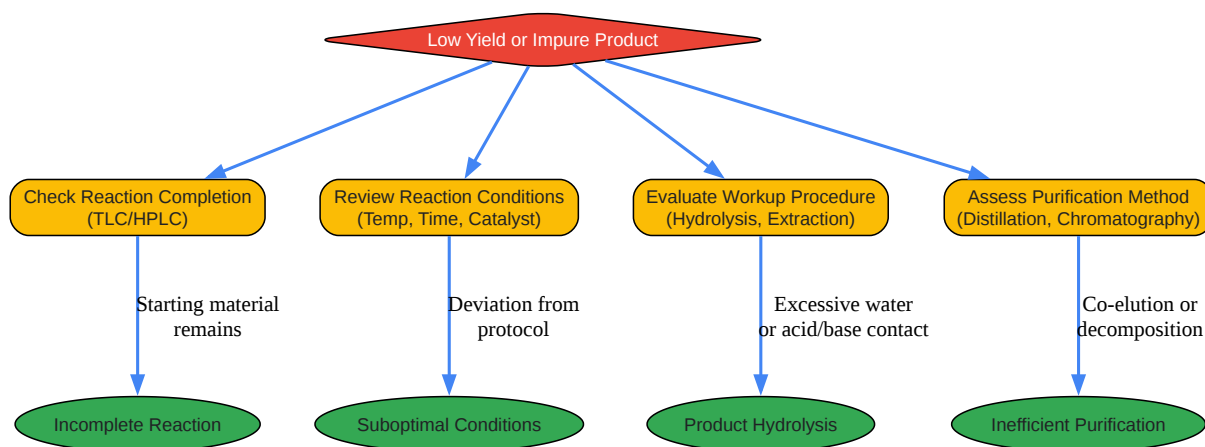 Low Yield or Impure Product
Check Reaction Completion
(TLC/HPLC)
Review Reaction Conditions
(Temp, Time, Catalyst)
Evaluate Workup Procedure
(Hydrolysis, Extraction)
Assess Purification Method
(Distillation, Chromatography)
Starting material
remains
Deviation from
protocol
Excessive water
or acid/base contact
Co-elution or
decomposition
Incomplete Reaction
Suboptimal Conditions
Product Hydrolysis
Inefficient Purification